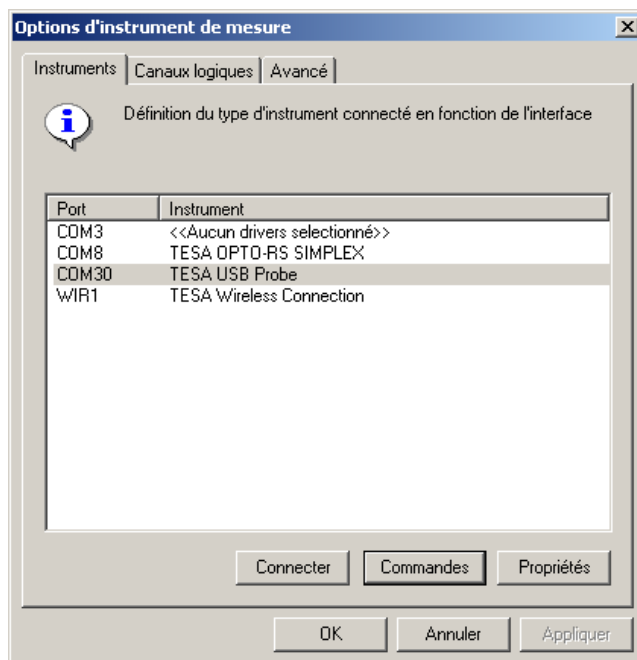 Options d'instrument de mesure
Instruments Canaux logiques Avancé
Définition du type d'instrument connecté en fonction de l'interface
Port Instrument
COM3 <<Aucun drivers selectionné>>
COM8 TESA OPTO-RS SIMPLEX
COM30 TESA USB Probe
WIR1 TESA Wireless Connection
Connecter Commandes Propriétés
OK Annuler Appliquer